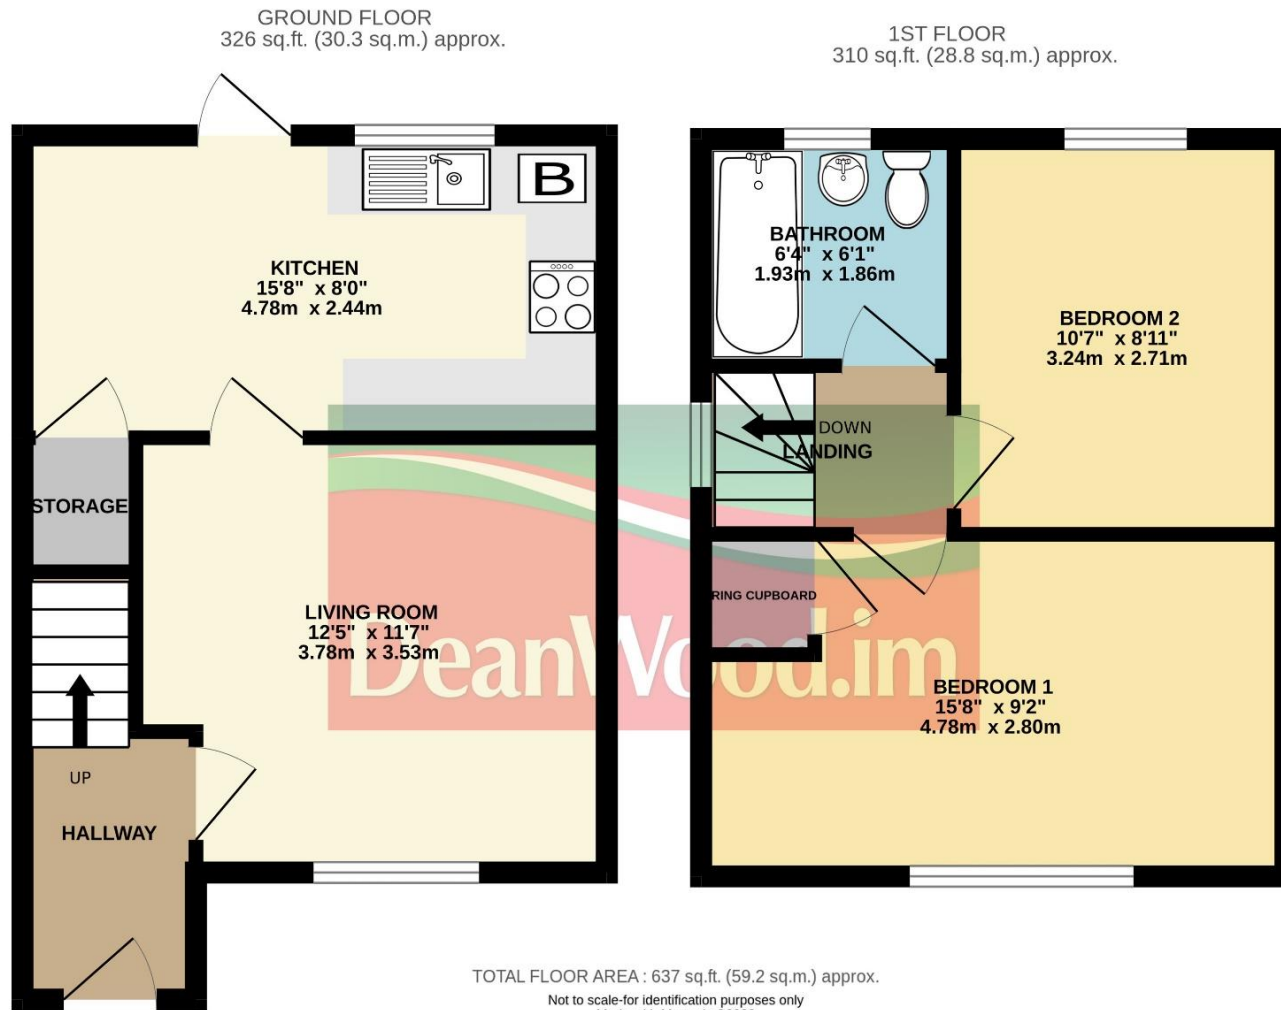 GROUND FLOOR
326 sq.ft. (30.3 sq.m.) approx.
1ST FLOOR
310 sq.ft. (28.8 sq.m.) approx.
B
KITCHEN
15'8" x 8'0"
4.78m x 2.44m
STORAGE
LIVING ROOM
12'5" x 11'7"
3.78m x 3.53m
UP
HALLWAY
BATHROOM
6'4" x 6'1"
1.93m x 1.86m
BEDROOM 2
10'7" x 8'11"
3.24m x 2.71m
DOWN
LANDING
RING CUPBOARD
BEDROOM 1
15'8" x 9'2"
4.78m x 2.80m
DeanWood.im
TOTAL FLOOR AREA : 637 sq.ft. (59.2 sq.m.) approx.
Not to scale-for identification purposes only